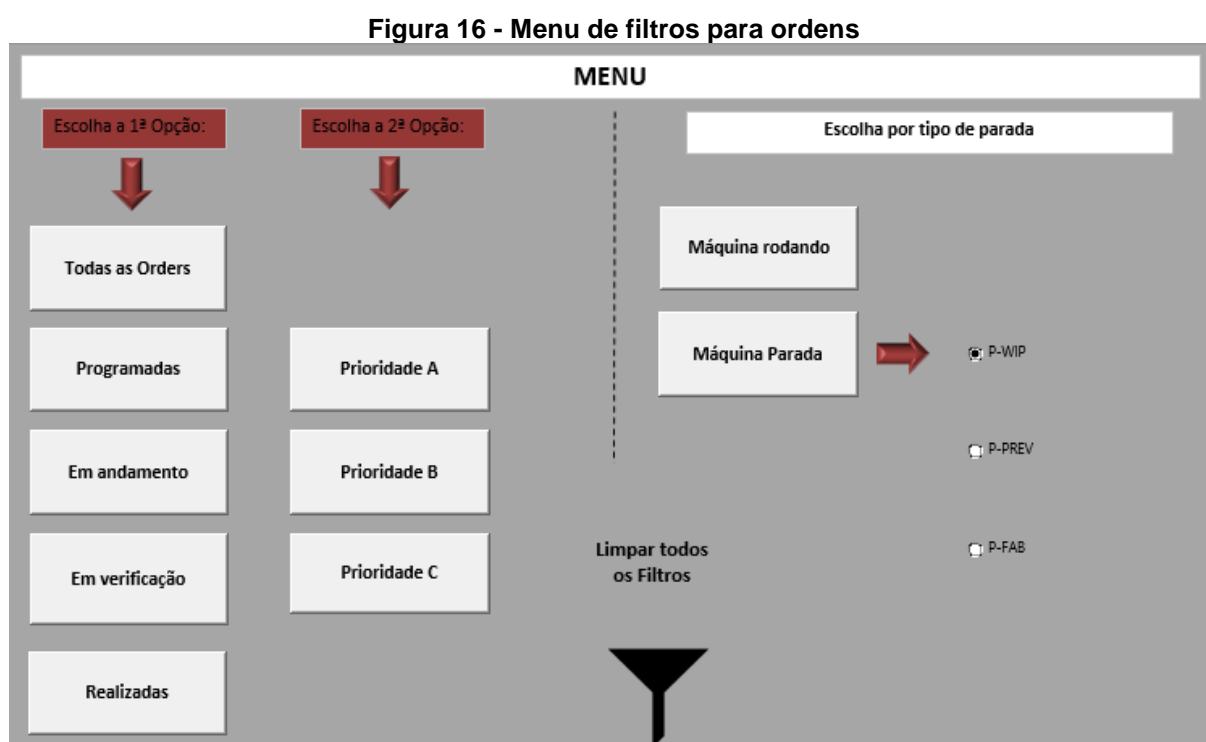 Figura 16 - Menu de filtros para ordens
MENU
Escolha a 1ª Opção:
Escolha a 2ª Opção:
Todas as Orders
Programadas
Em andamento
Em verificação
Realizadas
Prioridade A
Prioridade B
Prioridade C
Limpar todos
os Filtros
Escolha por tipo de parada
Máquina rodando
Máquina Parada
P-WIP
P-PREV
P-FAB